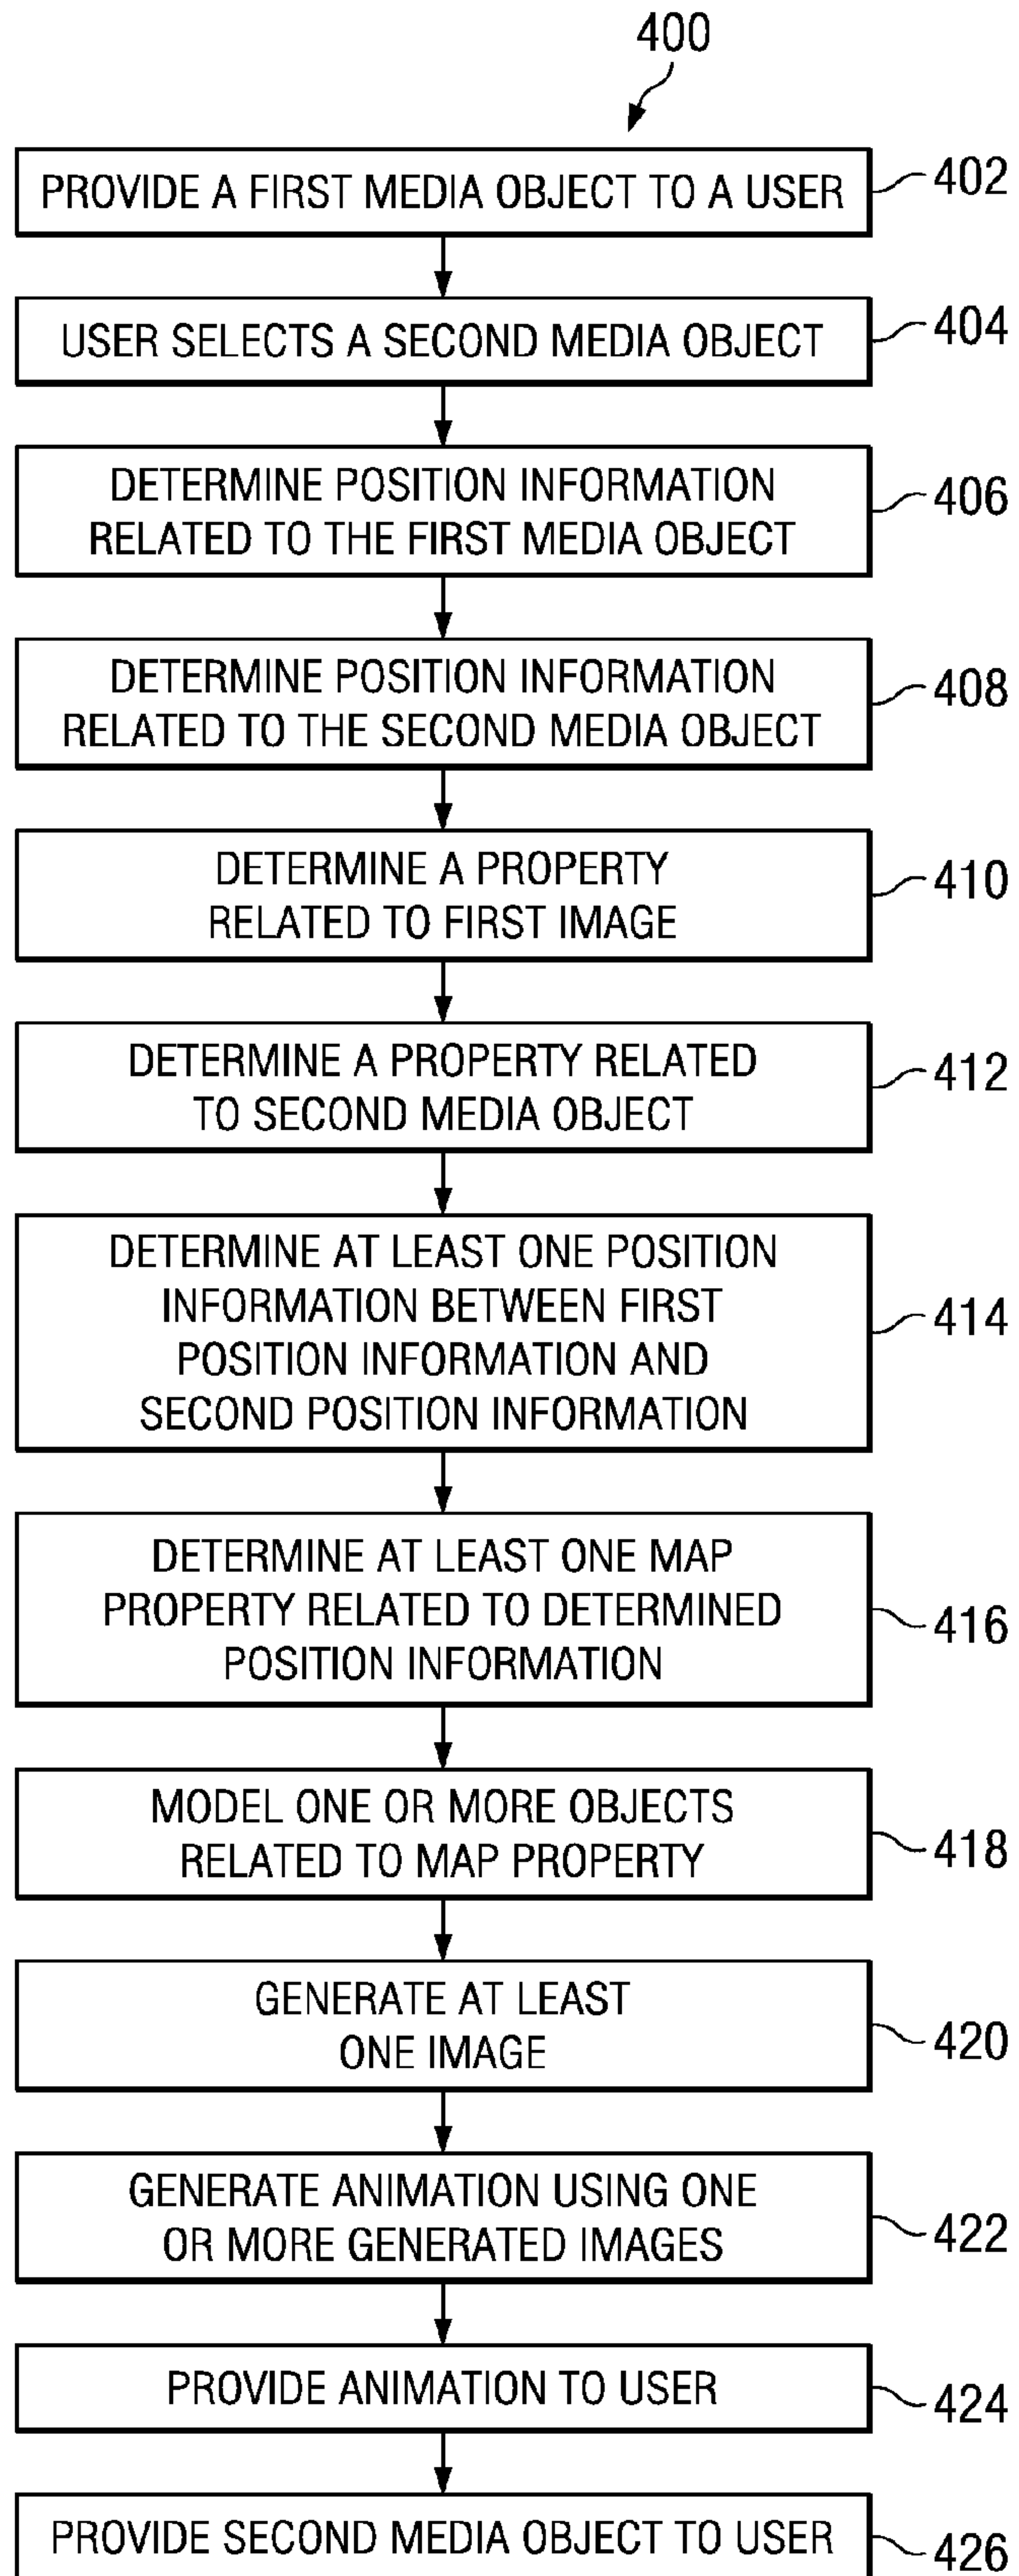 400
PROVIDE A FIRST MEDIA OBJECT TO A USER
402
USER SELECTS A SECOND MEDIA OBJECT
404
DETERMINE POSITION INFORMATION
RELATED TO THE FIRST MEDIA OBJECT
406
DETERMINE POSITION INFORMATION
RELATED TO THE SECOND MEDIA OBJECT
408
DETERMINE A PROPERTY
RELATED TO FIRST IMAGE
410
DETERMINE A PROPERTY RELATED
TO SECOND MEDIA OBJECT
412
DETERMINE AT LEAST ONE POSITION
INFORMATION BETWEEN FIRST
POSITION INFORMATION AND
SECOND POSITION INFORMATION
414
DETERMINE AT LEAST ONE MAP
PROPERTY RELATED TO DETERMINED
POSITION INFORMATION
416
MODEL ONE OR MORE OBJECTS
RELATED TO MAP PROPERTY
418
GENERATE AT LEAST
ONE IMAGE
420
GENERATE ANIMATION USING ONE
OR MORE GENERATED IMAGES
422
PROVIDE ANIMATION TO USER
424
PROVIDE SECOND MEDIA OBJECT TO USER
426